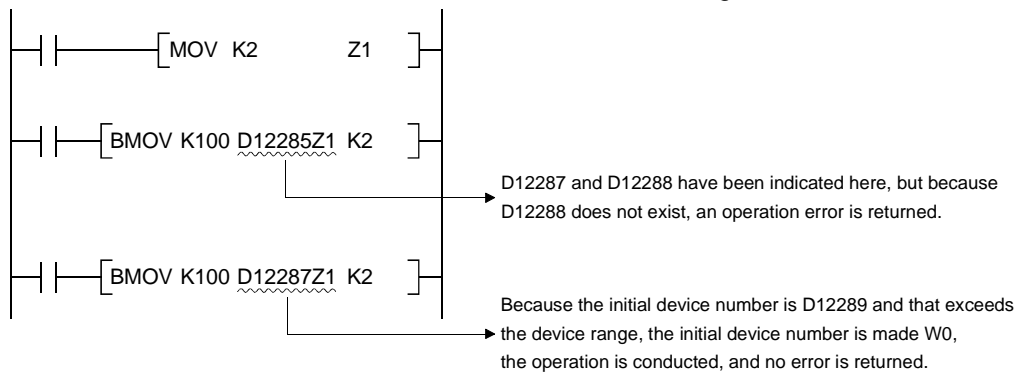 MOV K2 Z1
BMOV K100 D12285Z1 K2
D12287 and D12288 have been indicated here, but because
D12288 does not exist, an operation error is returned.
BMOV K100 D12287Z1 K2
Because the initial device number is D12289 and that exceeds
the device range, the initial device number is made W0,
the operation is conducted, and no error is returned.